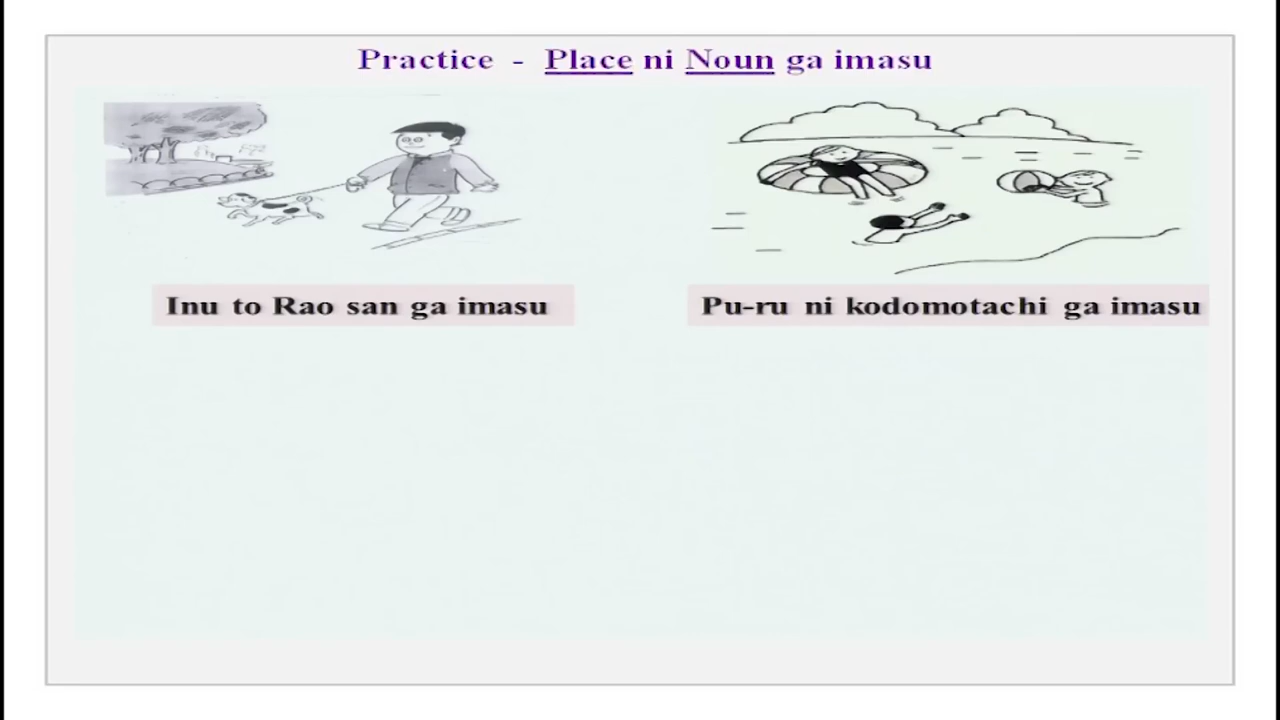 Practice - Place ni Noun ga imasu
Inu to Rao san ga imasu
Pu-ru ni kodomotachi ga imasu